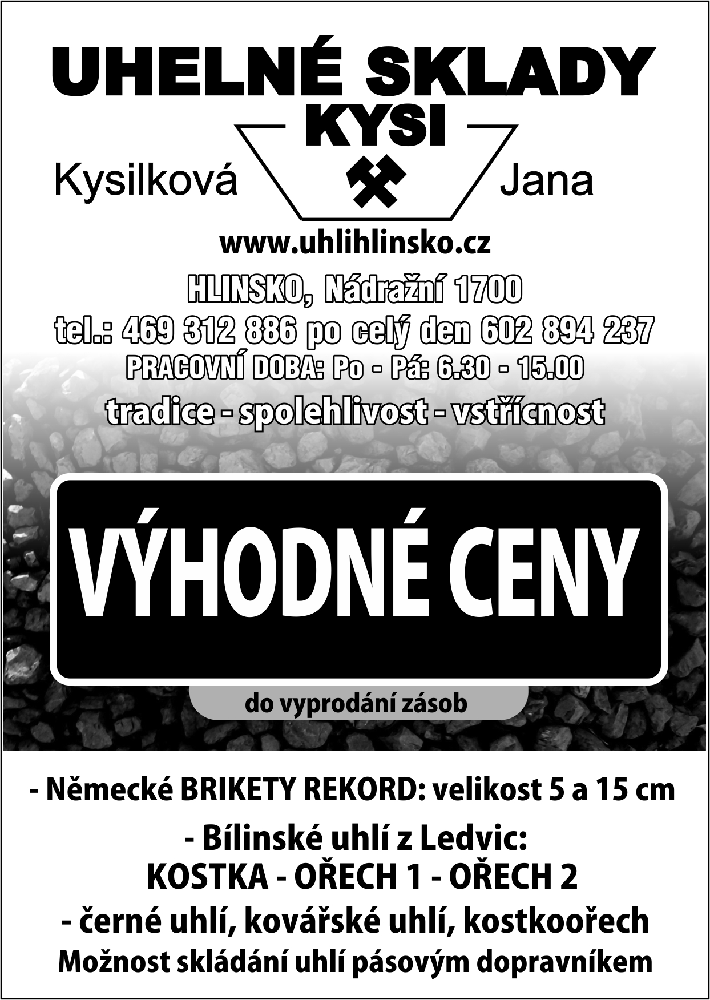 UHELNÉ SKLADY
KYSI
Kysilková Jana
www.uhlihlinsko.cz
HLINSKO, Nádražní 1700
tel.: 469 312 886 po celý den 602 894 237
PRACOVNÍ DOBA: Po - Pá: 6.30 - 15.00
tradice - spolehlivost - vstřícnost
VÝHODNÉ CENY
do vyprodání zásob
- Německé BRIKETY REKORD: velikost 5 a 15 cm
- Bílinské uhlí z Ledvic:
KOSTKA - OŘECH 1 - OŘECH 2
- černé uhlí, kovářské uhlí, kostkoořech
Možnost skládání uhlí pásovým dopravníkem